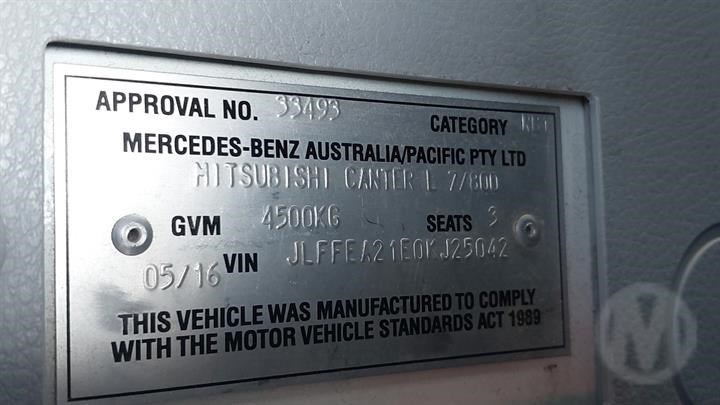 APPROVAL NO. 33493
CATEGORY
MERCEDES-BENZ AUSTRALIA/PACIFIC PTY LTD
MITSUBISHI CANTER L 7/800
GVM 4500KG SEATS 3
05/16 VIN JLFFEA21E0KJ25042
THIS VEHICLE WAS MANUFACTURED TO COMPLY
WITH THE MOTOR VEHICLE STANDARDS ACT 1989
M